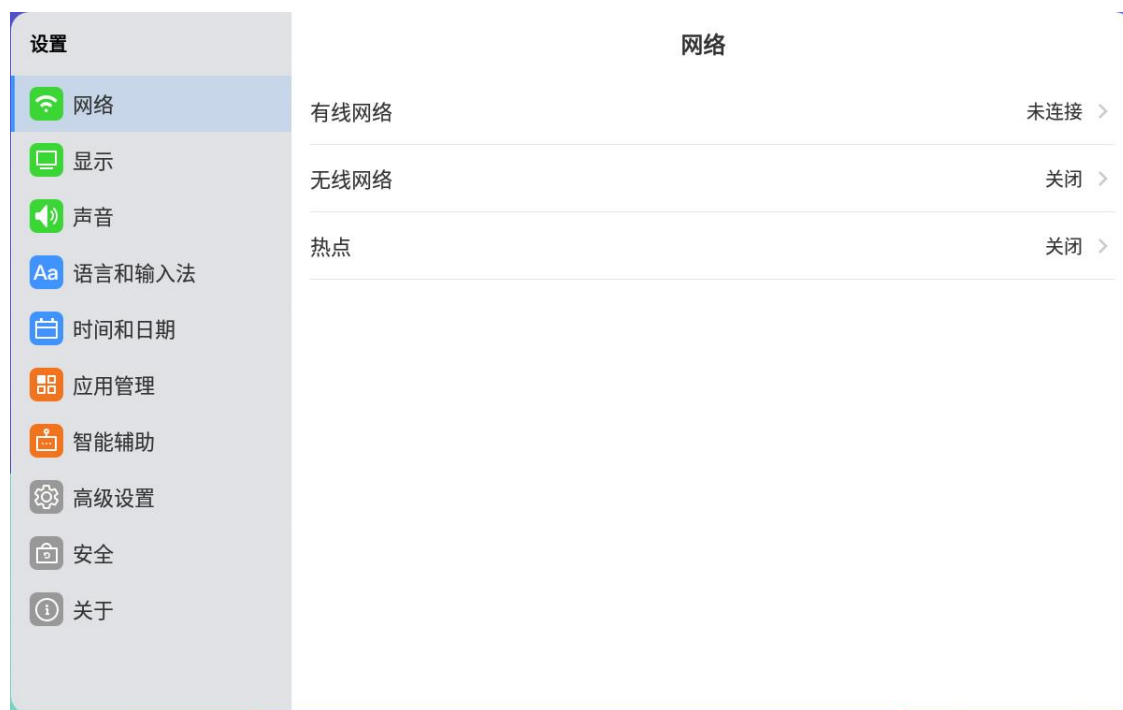 设置
网络
显示
声音
Aa
语言和输入法
时间和日期
应用管理
智能辅助
高级设置
安全
关于
网络
有线网络 未连接
无线网络 关闭
热点 关闭